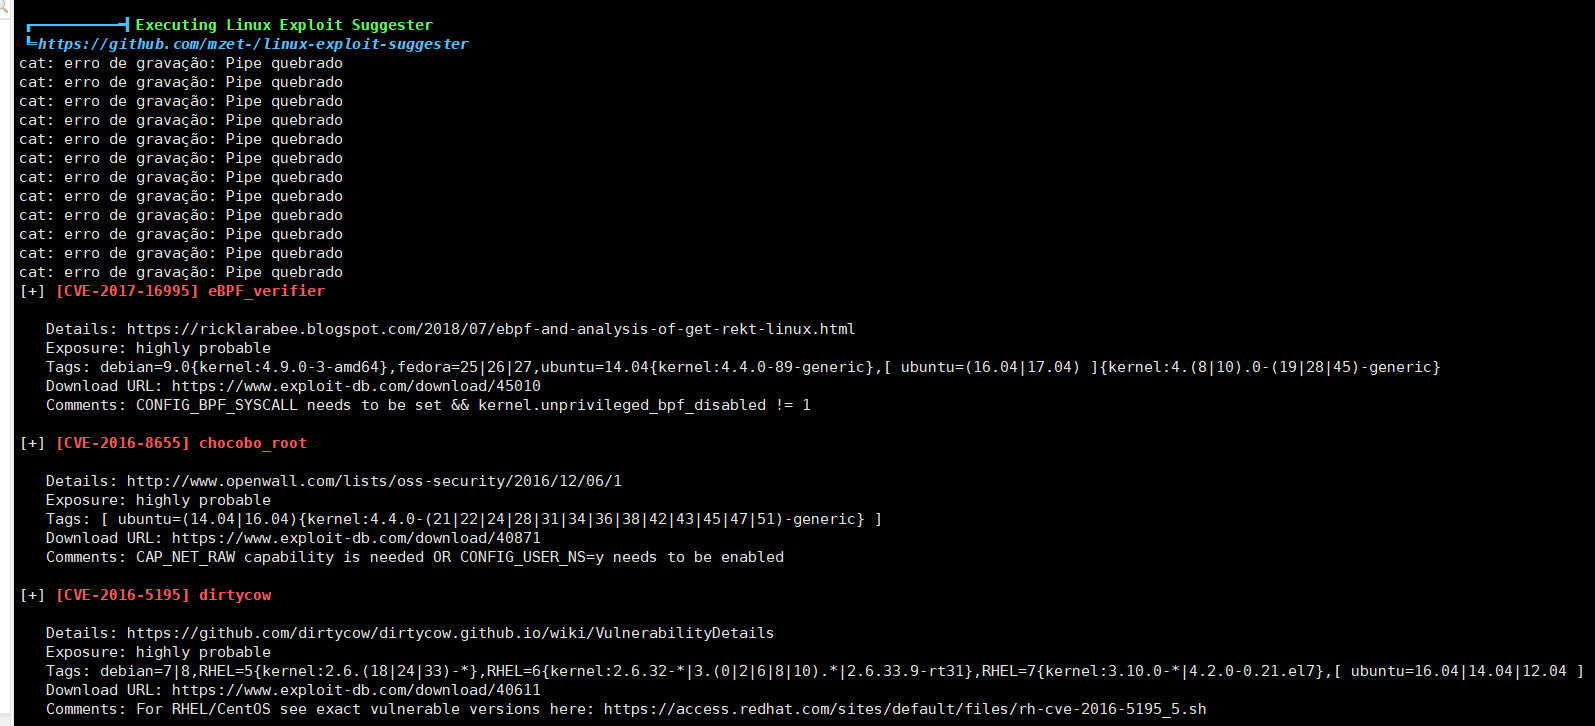 Executing Linux Exploit Suggester
https://github.com/mzet-/linux-exploit-suggester
cat: erro de gravação: Pipe quebrado
cat: erro de gravação: Pipe quebrado
cat: erro de gravação: Pipe quebrado
cat: erro de gravação: Pipe quebrado
cat: erro de gravação: Pipe quebrado
cat: erro de gravação: Pipe quebrado
cat: erro de gravação: Pipe quebrado
cat: erro de gravação: Pipe quebrado
cat: erro de gravação: Pipe quebrado
cat: erro de gravação: Pipe quebrado
cat: erro de gravação: Pipe quebrado
cat: erro de gravação: Pipe quebrado
[+] [CVE-2017-16995] eBPF_verifier
Details: https://ricklarabee.blogspot.com/2018/07/ebpf-and-analysis-of-get-rekt-linux.html
Exposure: highly probable
Tags: debian=9.0{kernel:4.9.0-3-amd64},fedora=25|26|27,ubuntu=14.04{kernel:4.4.0-89-generic},[ ubuntu=(16.04|17.04) ]{kernel:4.(8|10).0-(19|28|45)-generic}
Download URL: https://www.exploit-db.com/download/45010
Comments: CONFIG_BPF_SYSCALL needs to be set && kernel.unprivileged_bpf_disabled != 1
[+] [CVE-2016-8655] chocobo_root
Details: http://www.openwall.com/lists/oss-security/2016/12/06/1
Exposure: highly probable
Tags: [ ubuntu=(14.04|16.04){kernel:4.4.0-(21|22|24|28|31|34|36|38|42|43|45|47|51)-generic} ]
Download URL: https://www.exploit-db.com/download/40871
Comments: CAP_NET_RAW capability is needed OR CONFIG_USER_NS=y needs to be enabled
[+] [CVE-2016-5195] dirtycow
Details: https://github.com/dirtycow/dirtycow.github.io/wiki/VulnerabilityDetails
Exposure: highly probable
Tags: debian=7|8,RHEL=5{kernel:2.6.(18|24|33)-*},RHEL=6{kernel:2.6.32-*|3.(0|2|6|8|10).*|2.6.33.9-rt31},RHEL=7{kernel:3.10.0-*|4.2.0-0.21.el7},[ ubuntu=16.04|14.04|12.04 ]
Download URL: https://www.exploit-db.com/download/40611
Comments: For RHEL/CentOS see exact vulnerable versions here: https://access.redhat.com/sites/default/files/rh-cve-2016-5195_5.sh